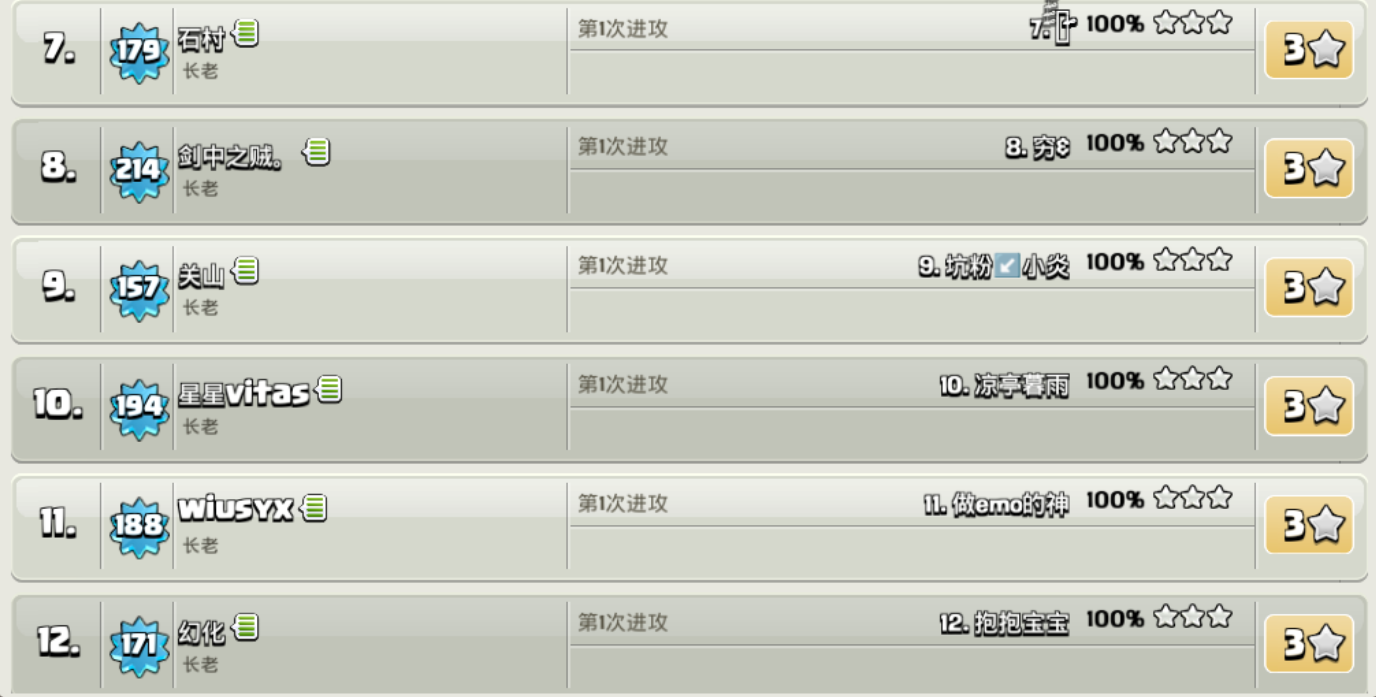 7. 179 石村 第1次进攻 7. 100% 3
长老
8. 214 剑中之贼。 第1次进攻 8. 穷ε 100% 3
长老
9. 157 关山 第1次进攻 9. 坑粉↙️小炎 100% 3
长老
10. 194 星星vitas 第1次进攻 10. 凉亭暮雨 100% 3
长老
11. 188 wiusyx 第1次进攻 11. 做emo的神 100% 3
长老
12. 171 幻化 第1次进攻 12. 抱抱宝宝 100% 3
长老